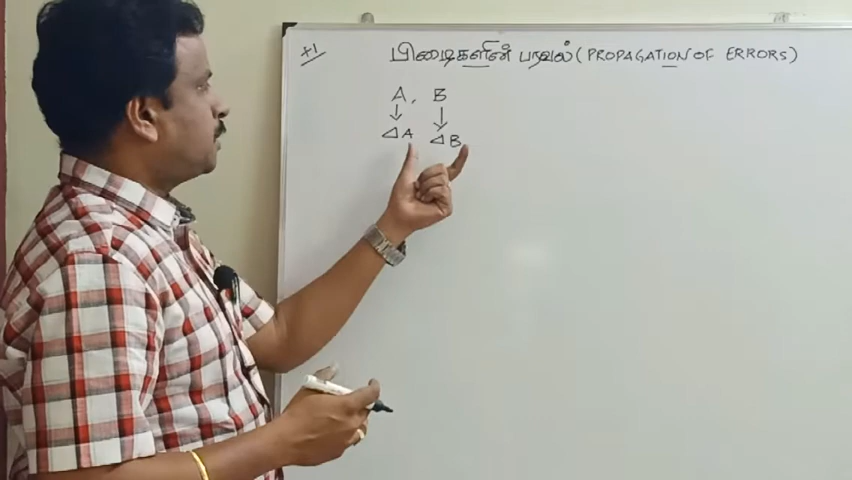 +1
பிழைகளின் பரவல் (PROPAGATION OF ERRORS)
A, B
↓ ↓
ΔA ΔB